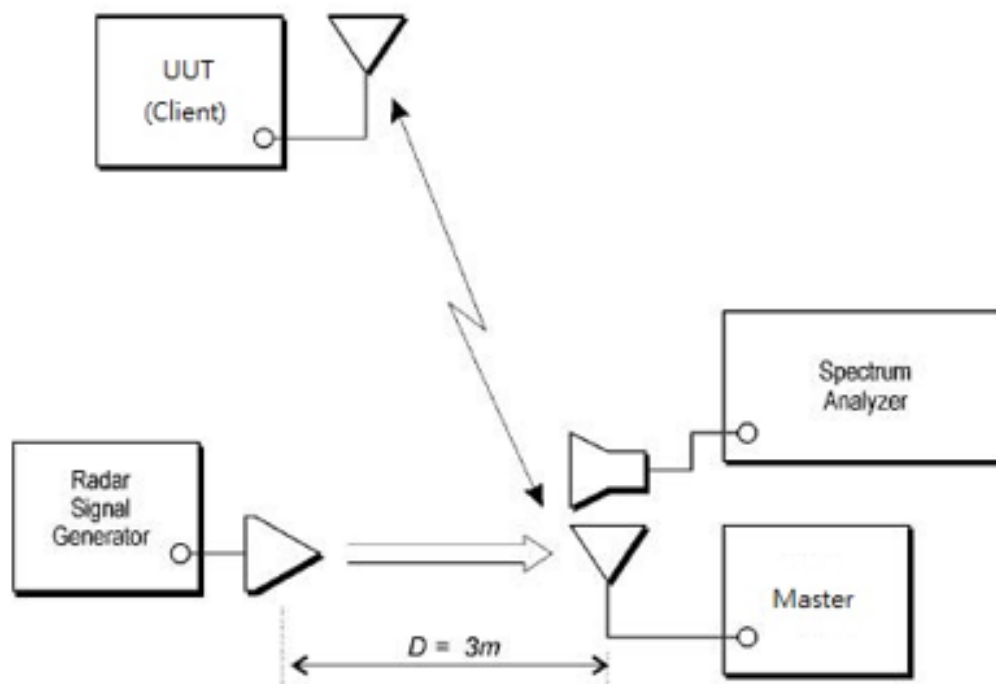 UUT
(Client)
Spectrum
Analyzer
Radar
Signal
Generator
Master
D = 3m